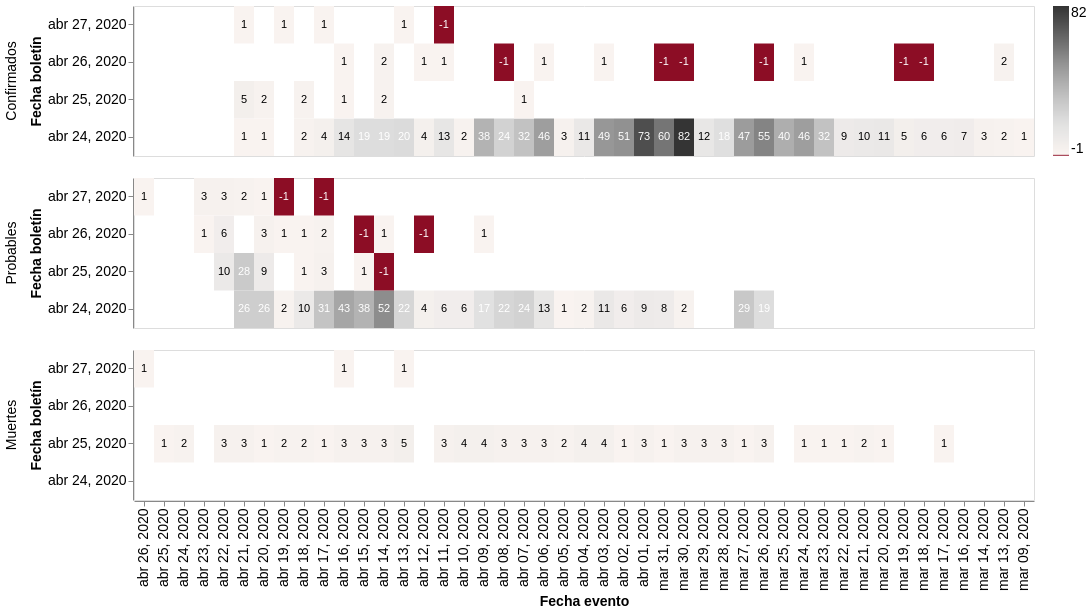 Confirmados
Fecha boletín
abr 27, 2020 1 1 1 1 -1
abr 26, 2020 1 2 1 1 -1 1 1 -1 -1 -1 1 -1 -1 2
abr 25, 2020 5 2 2 1 2 1
abr 24, 2020 1 1 2 4 14 19 19 20 4 13 2 38 24 32 46 3 11 49 51 73 60 82 12 18 47 55 40 46 32 9 10 11 5 6 6 7 3 2 1
82
-1
Probables
Fecha boletín
abr 27, 2020 1 3 3 2 1 -1 -1
abr 26, 2020 1 6 3 1 1 2 -1 1 -1 1
abr 25, 2020 10 28 9 1 3 1 -1
abr 24, 2020 26 26 2 10 31 43 38 52 22 4 6 6 17 22 24 13 1 2 11 6 9 8 2 29 19
Muertes
Fecha boletín
abr 27, 2020 1 1 1
abr 26, 2020
abr 25, 2020 1 2 3 3 1 2 2 1 3 3 3 5 3 4 4 3 3 3 2 4 4 1 3 1 3 3 3 1 3 1 1 1 2 1 1
abr 24, 2020
abr 26, 2020
abr 25, 2020
abr 24, 2020
abr 23, 2020
abr 22, 2020
abr 21, 2020
abr 20, 2020
abr 19, 2020
abr 18, 2020
abr 17, 2020
abr 16, 2020
abr 15, 2020
abr 14, 2020
abr 13, 2020
abr 12, 2020
abr 11, 2020
abr 10, 2020
abr 09, 2020
abr 08, 2020
abr 07, 2020
abr 06, 2020
abr 05, 2020
abr 04, 2020
abr 03, 2020
abr 02, 2020
abr 01, 2020
mar 31, 2020
mar 30, 2020
mar 29, 2020
mar 28, 2020
mar 27, 2020
mar 26, 2020
mar 25, 2020
mar 24, 2020
mar 23, 2020
mar 22, 2020
mar 21, 2020
mar 20, 2020
mar 19, 2020
mar 18, 2020
mar 17, 2020
mar 16, 2020
mar 14, 2020
mar 13, 2020
mar 09, 2020
Fecha evento